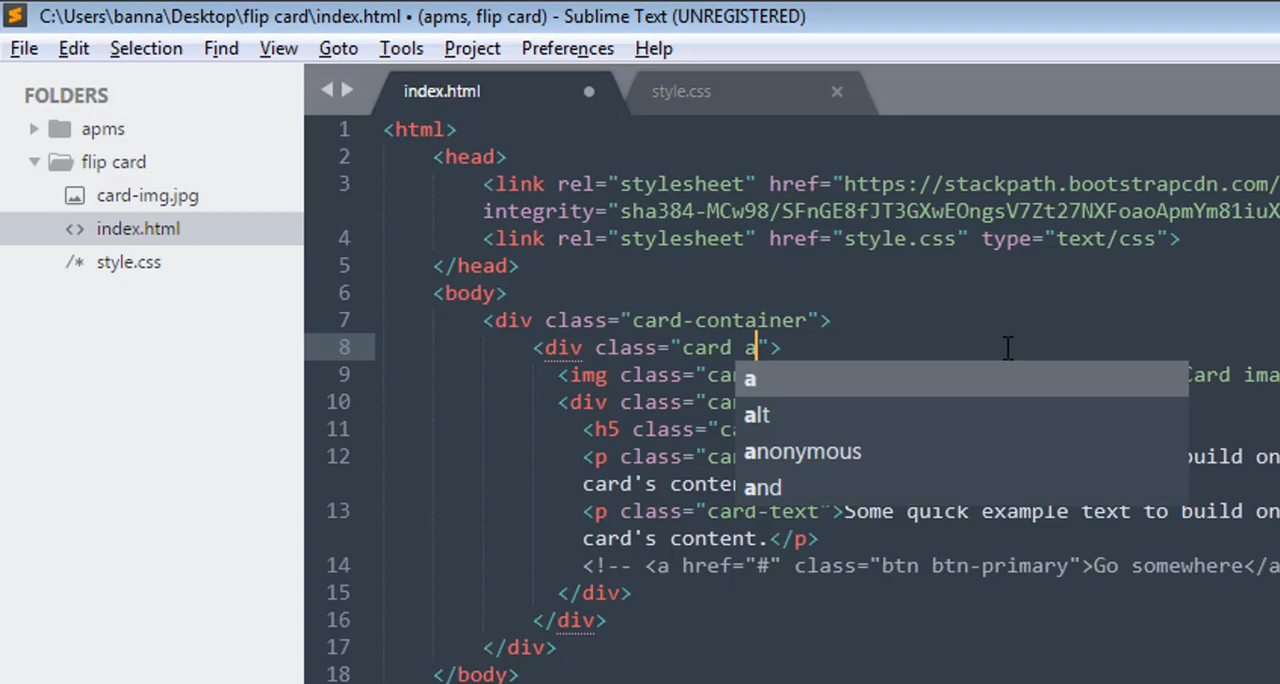 C:\Users\banna\Desktop\flip card\index.html • (apms, flip card) - Sublime Text (UNREGISTERED)
File Edit Selection Find View Goto Tools Project Preferences Help
FOLDERS
apms
flip card
card-img.jpg
index.html
style.css
index.html
style.css
1 <html>
2 <head>
3 <link rel="stylesheet" href="https://stackpath.bootstrapcdn.com/
integrity="sha384-MCw98/SFnGE8fJT3GXwEOngsV7Zt27NXFoaoApmYm81iuX
4 <link rel="stylesheet" href="style.css" type="text/css">
5 </head>
6 <body>
7 <div class="card-container">
8 <div class="card a">
9 <img class="car Card ima
10 <div class="car
11 <h5 class="car
12 <p class="car build on
card's conten
13 <p class="card-text">Some quick example text to build on
card's content.</p>
14 <!-- <a href="#" class="btn btn-primary">Go somewhere</a
15 </div>
16 </div>
17 </div>
18 </body>
a
alt
anonymous
and